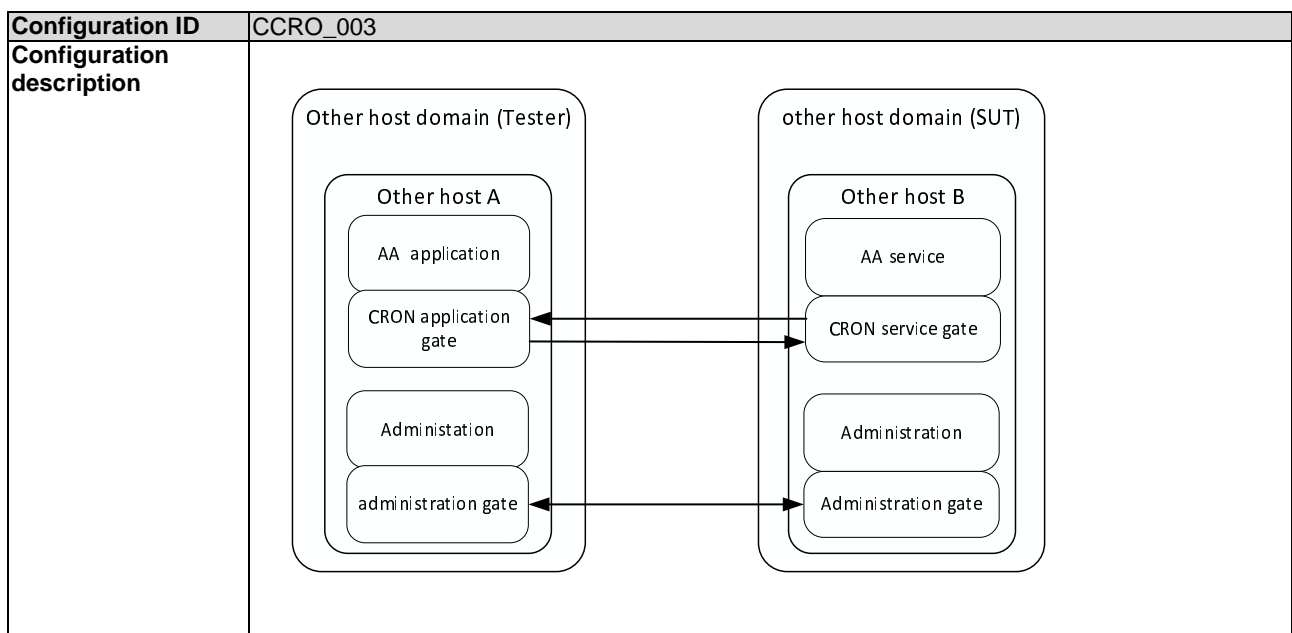 Configuration ID CCRO_003
Configuration
description
Other host domain (Tester)
Other host A
AA application
CRON application
gate
Administation
administration gate
other host domain (SUT)
Other host B
AA service
CRON service gate
Administration
Administration gate